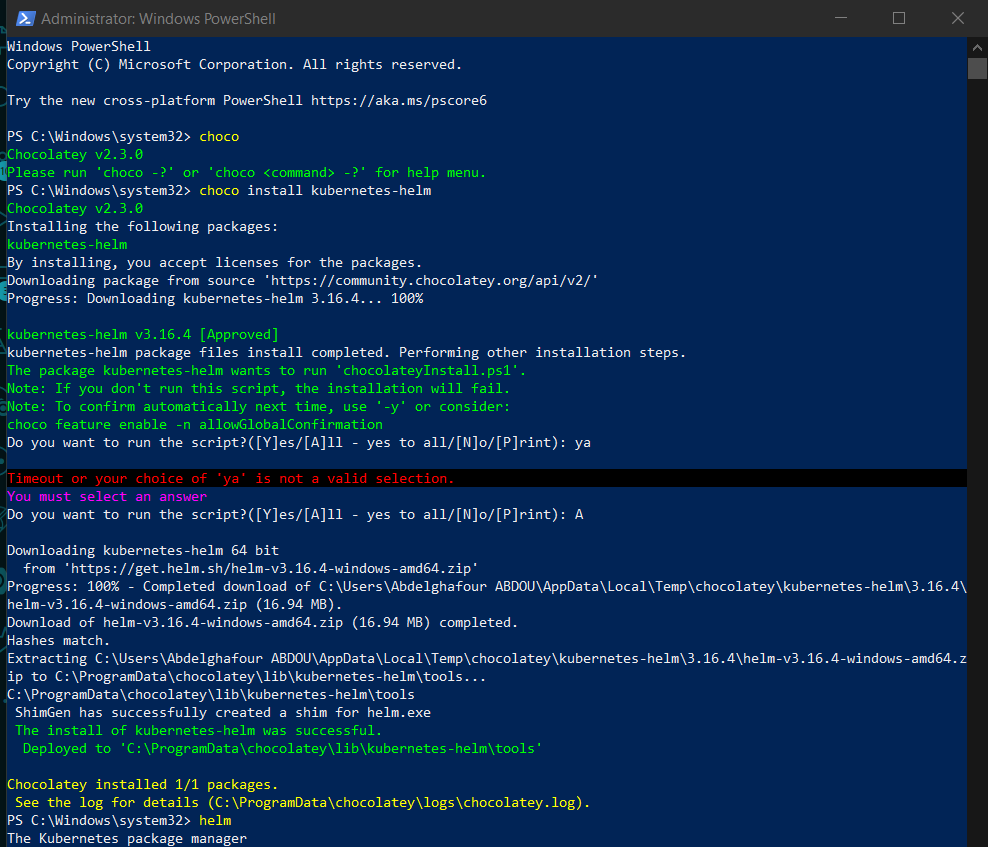 Administrator: Windows PowerShell
Windows PowerShell
Copyright (C) Microsoft Corporation. All rights reserved.
Try the new cross-platform PowerShell https://aka.ms/pscore6
PS C:\Windows\system32> choco
Chocolatey v2.3.0
Please run 'choco -?' or 'choco <command> -?' for help menu.
PS C:\Windows\system32> choco install kubernetes-helm
Chocolatey v2.3.0
Installing the following packages:
kubernetes-helm
By installing, you accept licenses for the packages.
Downloading package from source 'https://community.chocolatey.org/api/v2/'
Progress: Downloading kubernetes-helm 3.16.4... 100%
kubernetes-helm v3.16.4 [Approved]
kubernetes-helm package files install completed. Performing other installation steps.
The package kubernetes-helm wants to run 'chocolateyInstall.ps1'.
Note: If you don't run this script, the installation will fail.
Note: To confirm automatically next time, use '-y' or consider:
choco feature enable -n allowGlobalConfirmation
Do you want to run the script?([Y]es/[A]ll - yes to all/[N]o/[P]rint): ya
Timeout or your choice of 'ya' is not a valid selection.
You must select an answer
Do you want to run the script?([Y]es/[A]ll - yes to all/[N]o/[P]rint): A
Downloading kubernetes-helm 64 bit
  from 'https://get.helm.sh/helm-v3.16.4-windows-amd64.zip'
Progress: 100% - Completed download of C:\Users\Abdelghafour ABDOU\AppData\Local\Temp\chocolatey\kubernetes-helm\3.16.4\
helm-v3.16.4-windows-amd64.zip (16.94 MB).
Download of helm-v3.16.4-windows-amd64.zip (16.94 MB) completed.
Hashes match.
Extracting C:\Users\Abdelghafour ABDOU\AppData\Local\Temp\chocolatey\kubernetes-helm\3.16.4\helm-v3.16.4-windows-amd64.z
ip to C:\ProgramData\chocolatey\lib\kubernetes-helm\tools...
C:\ProgramData\chocolatey\lib\kubernetes-helm\tools
 ShimGen has successfully created a shim for helm.exe
 The install of kubernetes-helm was successful.
  Deployed to 'C:\ProgramData\chocolatey\lib\kubernetes-helm\tools'
Chocolatey installed 1/1 packages.
 See the log for details (C:\ProgramData\chocolatey\logs\chocolatey.log).
PS C:\Windows\system32> helm
The Kubernetes package manager